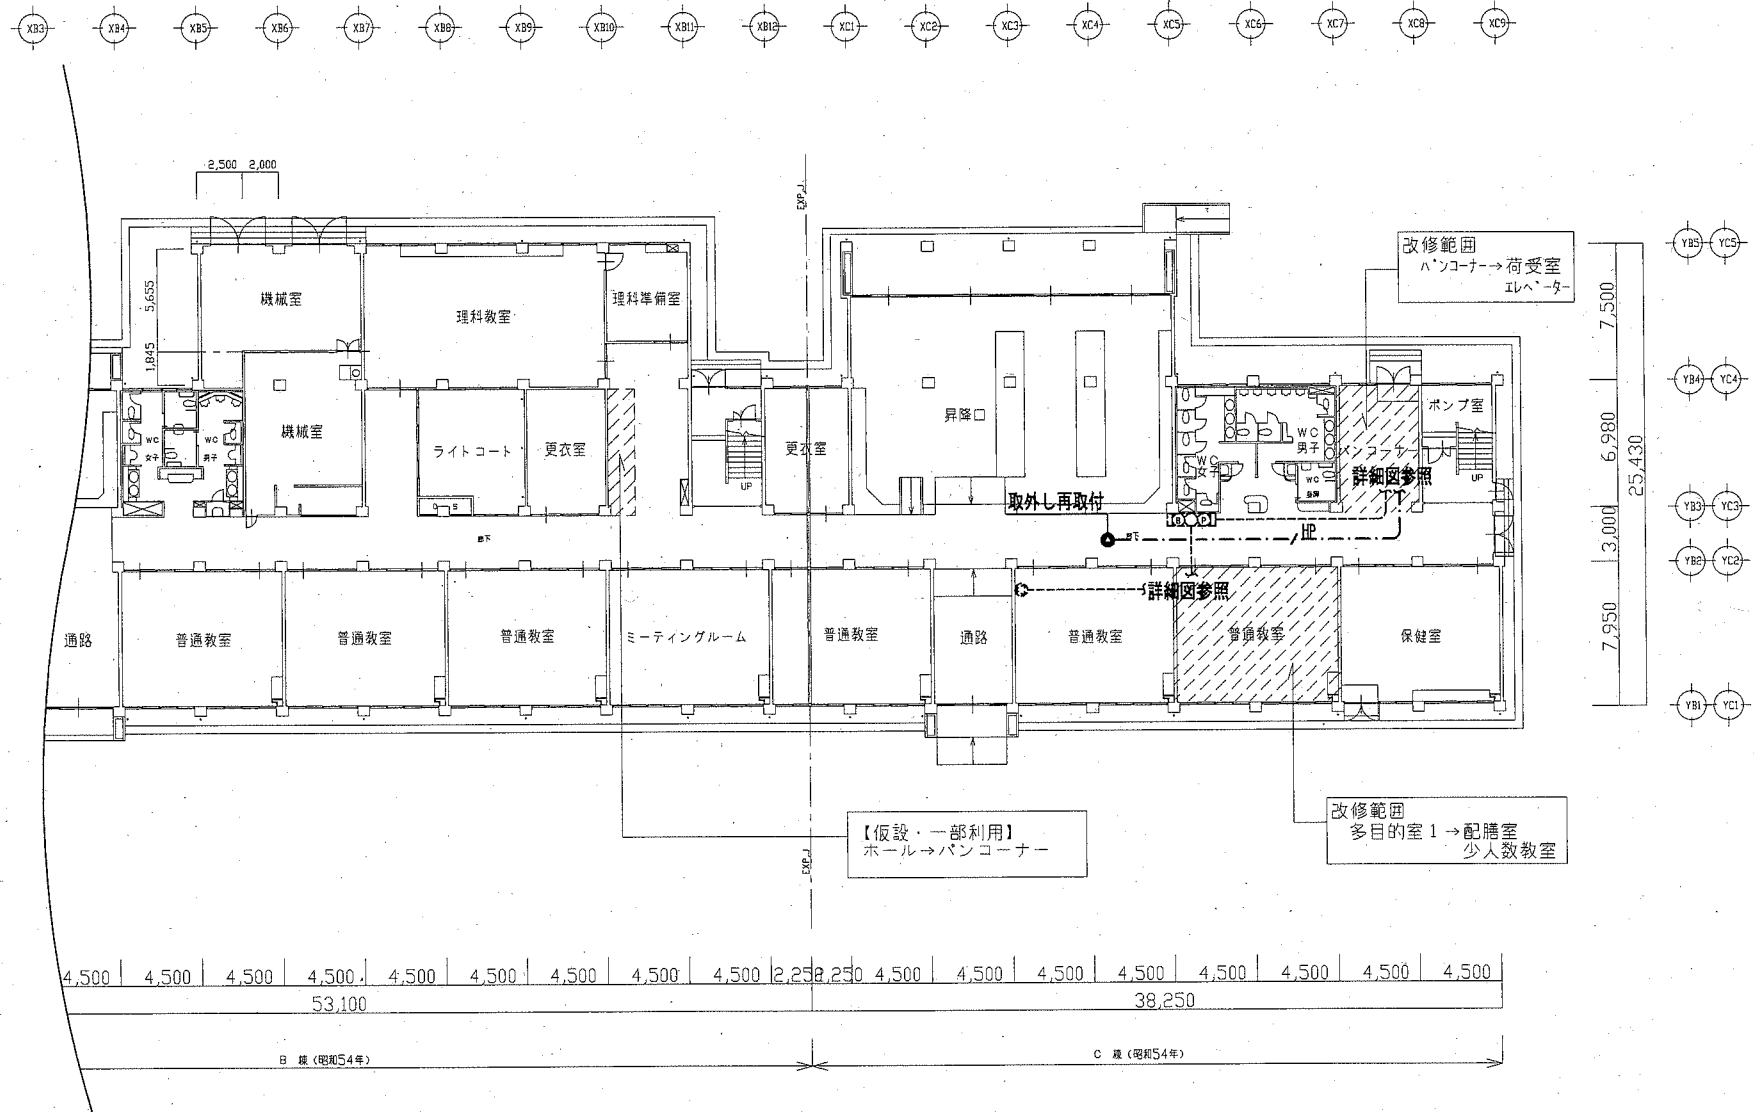 XB3 XB4 XB5 XB6 XB7 XB8 XB9 XB10 XB11 XB12 XC1 XC2 XC3 XC4 XC5 XC6 XC7 XC8 XC9
2,500 2,000
EXP.J
改修範囲
パンコーナー→荷受室
エレベーター
YB5 YC5
5,655
1,845
機械室
理科教室
理科準備室
7,500
YB4 YC4
昇降口
ポンプ室
WC
女子
WC
男子
機械室
ライトコート
更衣室
更衣室
UP
WC
女子
WC
男子
パンコーナー
詳細図参照
WC
UP
6,980
25,430
D S
取外し再取付
B P
YB3 YC3
廊下
廊下
HP
3,000
YB2 YC2
詳細図参照
通路
普通教室
普通教室
普通教室
ミーティングルーム
普通教室
通路
普通教室
普通教室
保健室
7,950
YB1 YC1
【仮設・一部利用】
ホール→パンコーナー
EXP.J
改修範囲
多目的室1→配膳室
少人数教室
4,500 4,500 4,500 4,500 4,500 4,500 4,500 4,500 4,500 2,250 2,250 4,500 4,500 4,500 4,500 4,500 4,500 4,500 4,500
53,100 38,250
B 棟(昭和54年) C 棟(昭和54年)